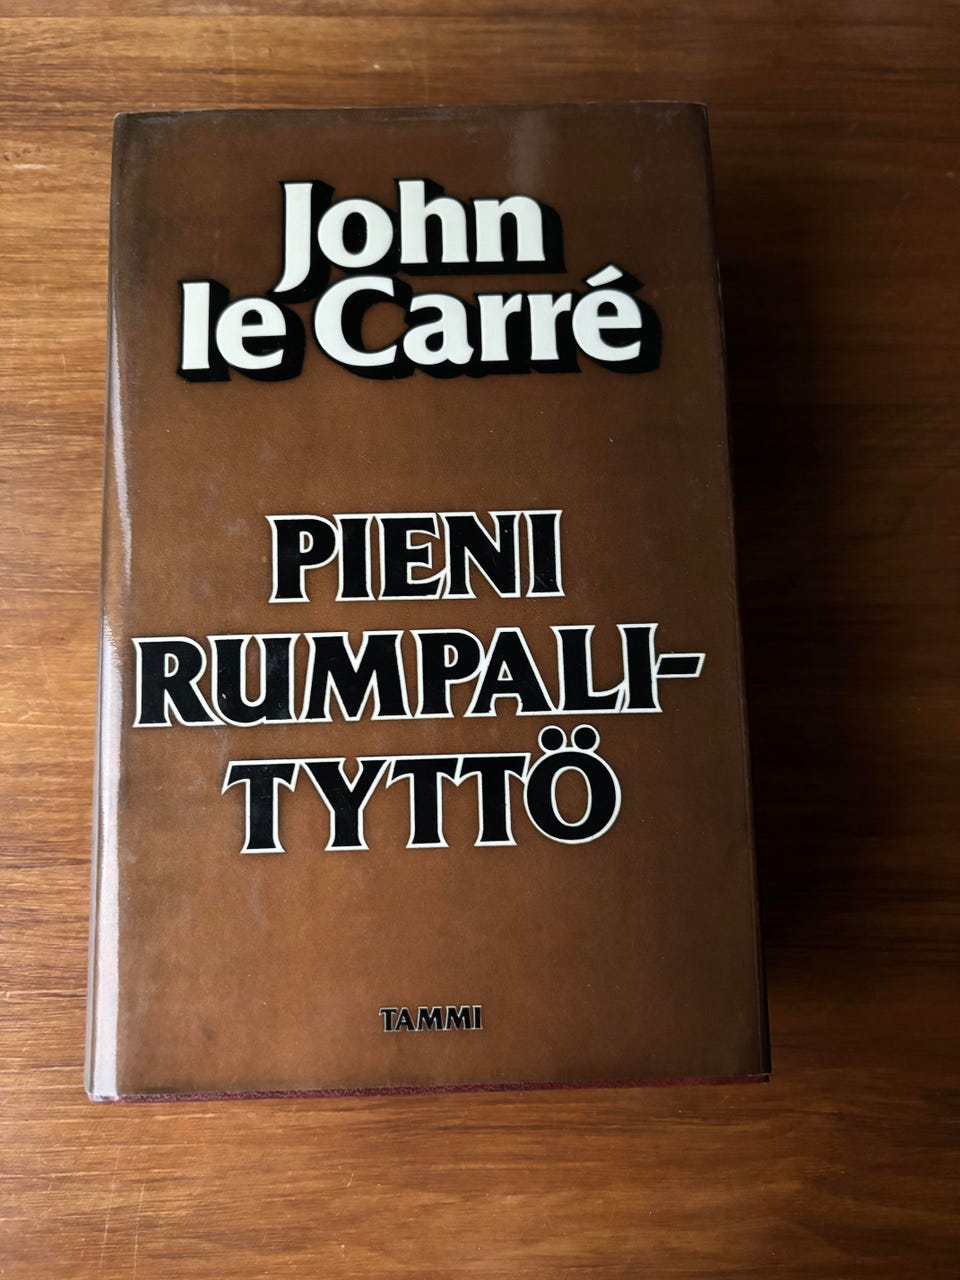 John
le Carré
PIENI
RUMPALI-
TYTTÖ
TAMMI